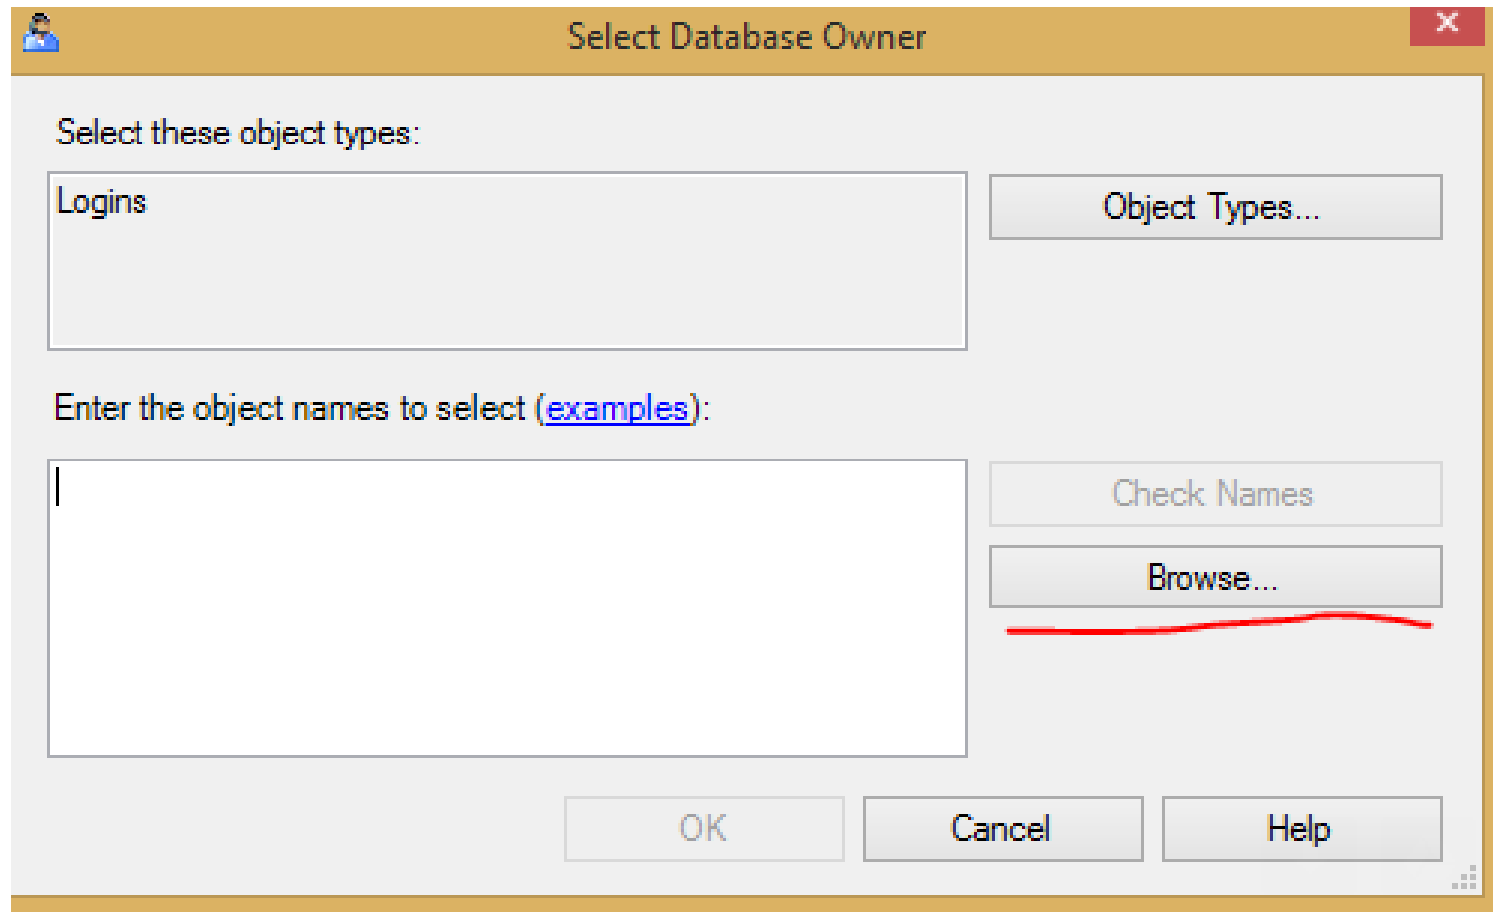 Select Database Owner
Select these object types:
Logins
Object Types...
Enter the object names to select (examples):
Check Names
Browse...
OK
Cancel
Help